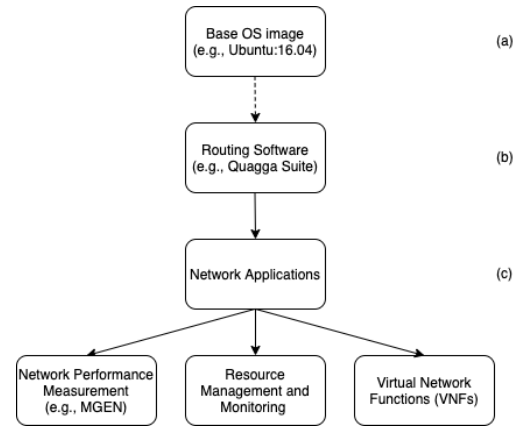 Base OS image
(e.g., Ubuntu:16.04)
(a)
Routing Software
(e.g., Quagga Suite)
(b)
Network Applications
(c)
Network Performance
Measurement
(e.g., MGEN)
Resource
Management and
Monitoring
Virtual Network
Functions (VNFs)